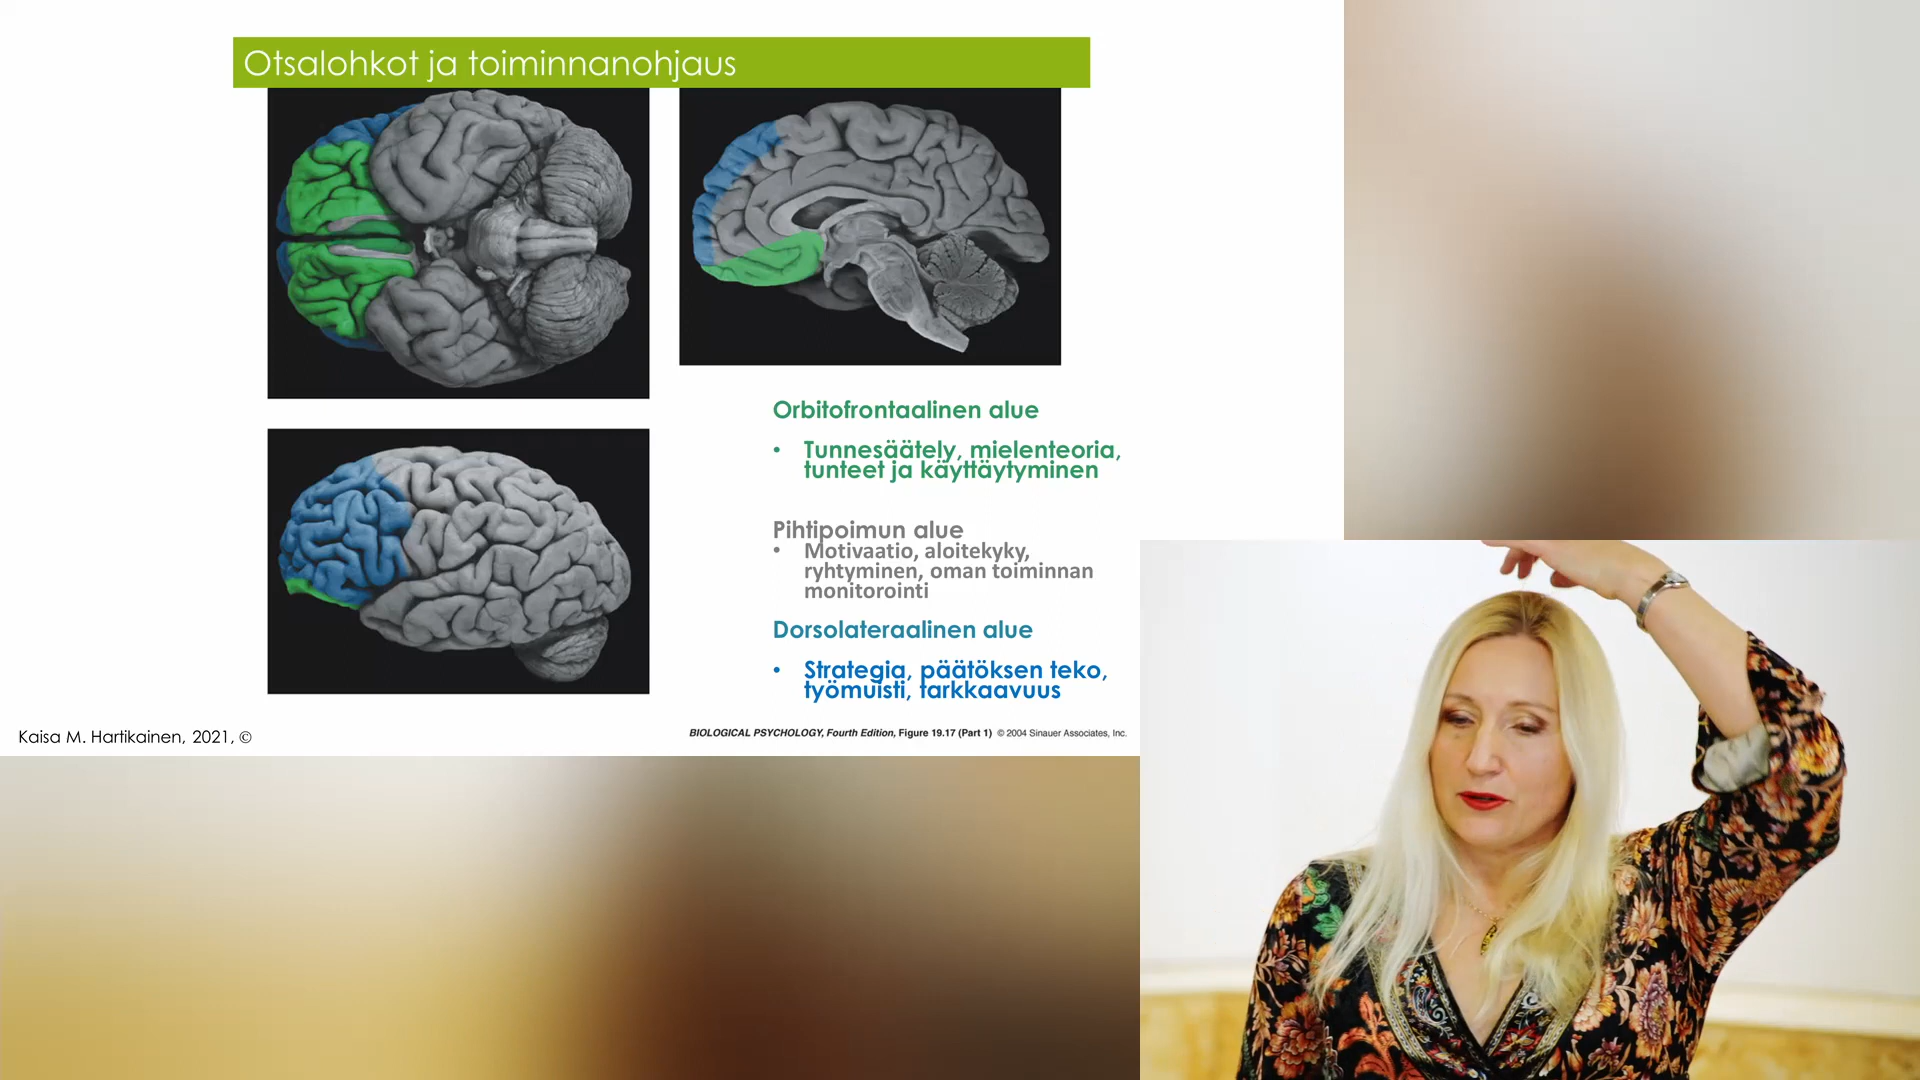 Otsalohkot ja toiminnanohjaus
Orbitofrontaalinen alue
• Tunnesäätely, mielenteoria,
tunteet ja käyttäytyminen
Pihtipoimun alue
• Motivaatio, aloitekyky,
ryhtyminen, oman toiminnan
monitorointi
Dorsolateraalinen alue
• Strategia, päätöksen teko,
työmuisti, tarkkaavuus
Kaisa M. Hartikainen, 2021, ©
BIOLOGICAL PSYCHOLOGY, Fourth Edition, Figure 19.17 (Part 1) © 2004 Sinauer Associates, Inc.